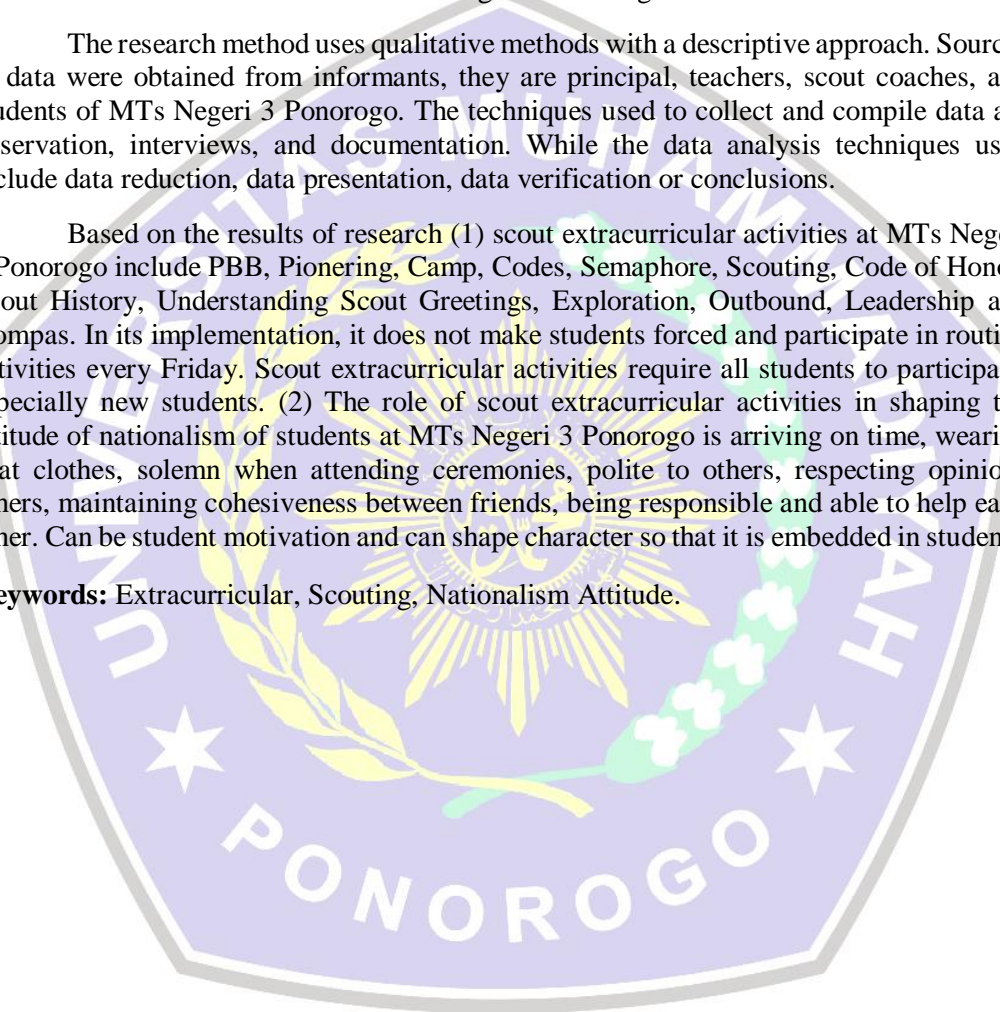 The research method uses qualitative methods with a descriptive approach. Sourc
data were obtained from informants, they are principal, teachers, scout coaches, a
udents of MTs Negeri 3 Ponorogo. The techniques used to collect and compile data a
servation, interviews, and documentation. While the data analysis techniques us
clude data reduction, data presentation, data verification or conclusions.
Based on the results of research (1) scout extracurricular activities at MTs Nege
Ponorogo include PBB, Pionering, Camp, Codes, Semaphore, Scouting, Code of Hono
out History, Understanding Scout Greetings, Exploration, Outbound, Leadership a
ompas. In its implementation, it does not make students forced and participate in routi
tivities every Friday. Scout extracurricular activities require all students to participa
pecially new students. (2) The role of scout extracurricular activities in shaping t
titude of nationalism of students at MTs Negeri 3 Ponorogo is arriving on time, weari
at clothes, solemn when attending ceremonies, polite to others, respecting opinio
hers, maintaining cohesiveness between friends, being responsible and able to help ea
her. Can be student motivation and can shape character so that it is embedded in studen
eywords: Extracurricular, Scouting, Nationalism Attitude.
UNIVERSITAS MUHAMMADIYAH
PONOROGO